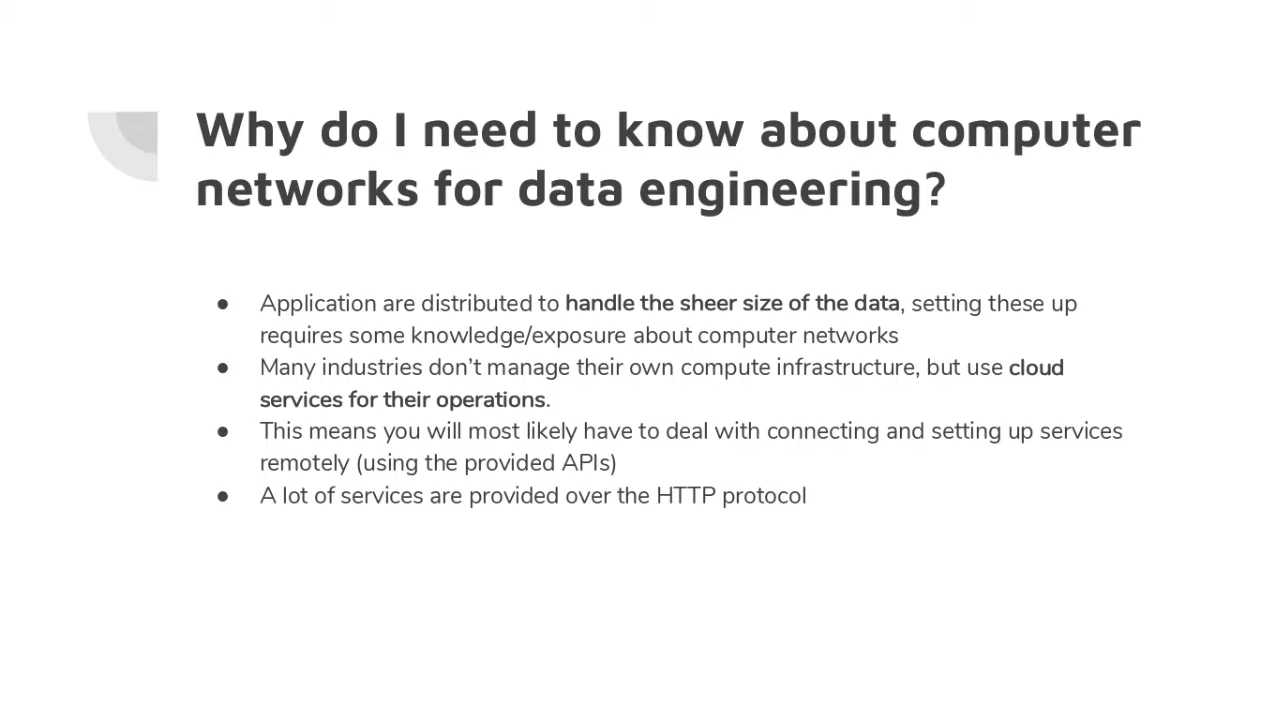 Why do I need to know about computer
networks for data engineering?
● Application are distributed to handle the sheer size of the data, setting these up
requires some knowledge/exposure about computer networks
● Many industries don’t manage their own compute infrastructure, but use cloud
services for their operations.
● This means you will most likely have to deal with connecting and setting up services
remotely (using the provided APIs)
● A lot of services are provided over the HTTP protocol